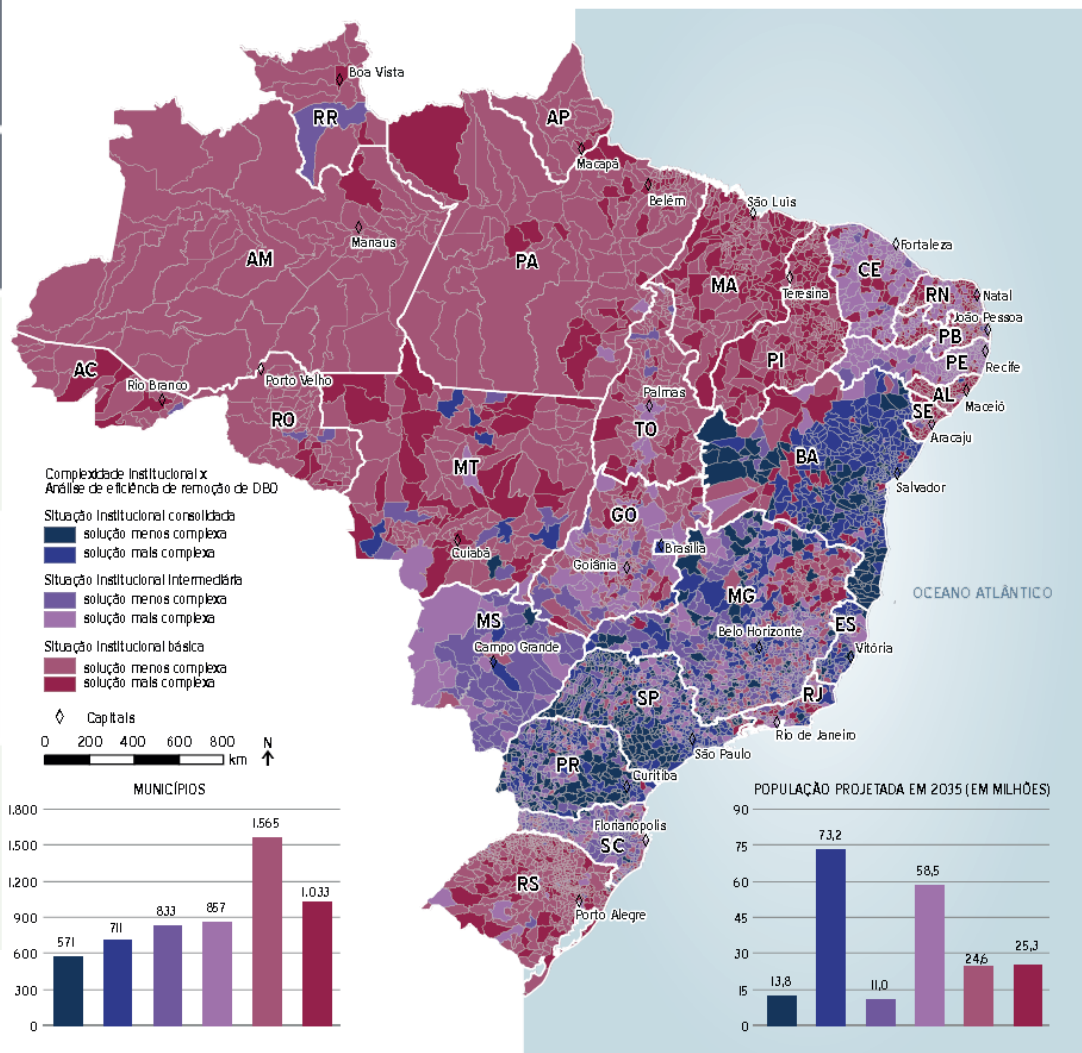 Boa Vista
RR
AP
Macapá
Belém
São Luis
Manaus
Fortaleza
AM
PA
MA
CE
Teresina
RN
Natal
João Pessoa
PB
PI
PE
Recife
AC
Rio Branco
Porto Velho
Palmas
AL
Maceió
SE
RO
TO
Aracaju
BA
MT
Salvador
Complexidade Institucional x
Análise de eficiência de remoção de DBO
Situação Institucional consolidada
solução menos complexa
solução mais complexa
Situação Institucional Intermediária
solução menos complexa
solução mais complexa
Situação Institucional básica
solução menos complexa
solução mais complexa
Capitais
0 200 400 600 800
km
N
GO
Cuiabá
Brasília
Goiânia
OCEANO ATLÂNTICO
MG
MS
ES
Belo Horizonte
Campo Grande
Vitória
SP
RJ
Rio de Janeiro
São Paulo
PR
Curitiba
Florianópolis
SC
RS
Porto Alegre
MUNICÍPIOS
1.800
1.500
1.200
900
600
300
0
571
711
833
857
1.565
1.033
POPULAÇÃO PROJETADA EM 2035 (EM MILHÕES)
90
75
60
45
30
15
0
13,8
73,2
11,0
58,5
24,6
25,3